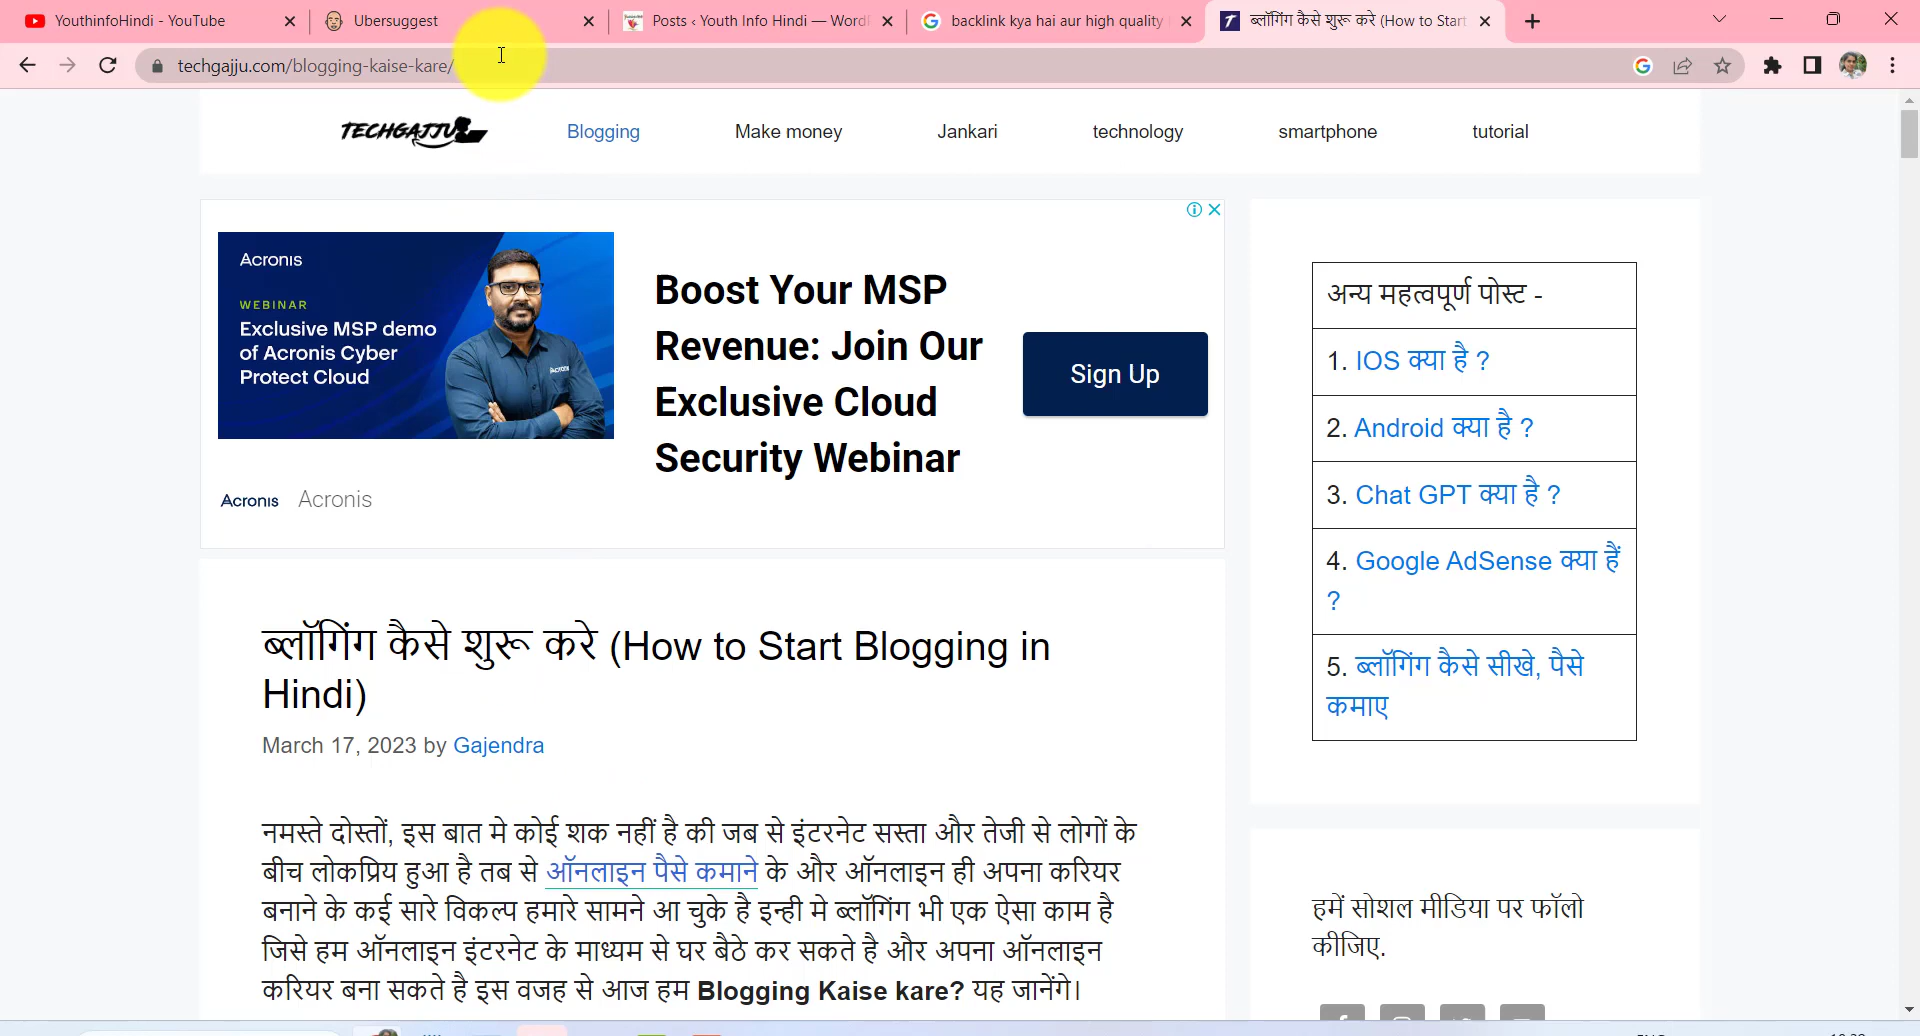 YouthinfoHindi - YouTube
Ubersuggest
Posts ‹ Youth Info Hindi — Word
backlink kya hai aur high quality
ब्लॉगिंग कैसे शुरू करे (How to Start
techgajju.com/blogging-kaise-kare/
TECHGAJJU
Blogging
Make money
Jankari
technology
smartphone
tutorial
Acronis
WEBINAR
Exclusive MSP demo
of Acronis Cyber
Protect Cloud
Boost Your MSP
Revenue: Join Our
Exclusive Cloud
Security Webinar
Sign Up
Acronis Acronis
ब्लॉगिंग कैसे शुरू करे (How to Start Blogging in
Hindi)
March 17, 2023 by Gajendra
नमस्ते दोस्तों, इस बात मे कोई शक नहीं है की जब से इंटरनेट सस्ता और तेजी से लोगों के
बीच लोकप्रिय हुआ है तब से ऑनलाइन पैसे कमाने के और ऑनलाइन ही अपना करियर
बनाने के कई सारे विकल्प हमारे सामने आ चुके है इन्ही मे ब्लॉगिंग भी एक ऐसा काम है
जिसे हम ऑनलाइन इंटरनेट के माध्यम से घर बैठे कर सकते है और अपना ऑनलाइन
करियर बना सकते है इस वजह से आज हम Blogging Kaise kare? यह जानेंगे।
अन्य महत्वपूर्ण पोस्ट -
1. IOS क्या है ?
2. Android क्या है ?
3. Chat GPT क्या है ?
4. Google AdSense क्या हैं
?
5. ब्लॉगिंग कैसे सीखे, पैसे
कमाए
हमें सोशल मीडिया पर फॉलो
कीजिए.